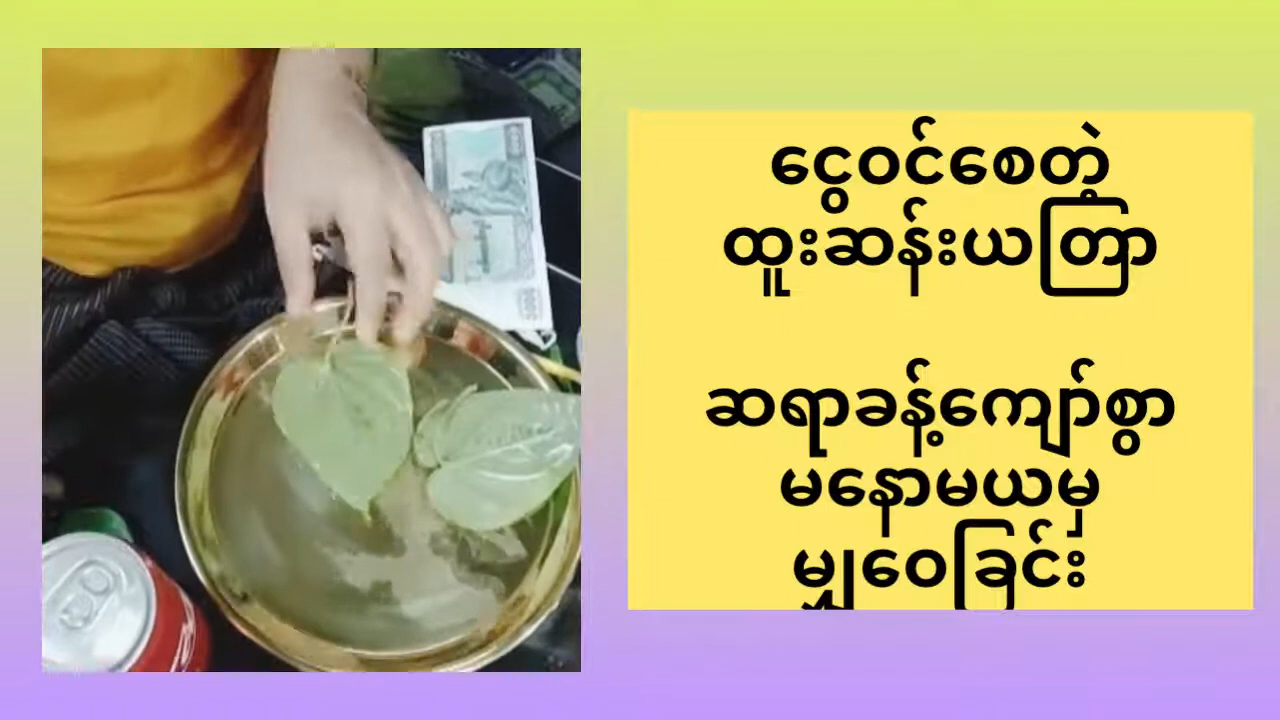 ငွေဝင်စေတဲ့
ထူးဆန်းယတြာ
ဆရာခန့်ကျော်စွာ
မနောမယမှ
မျှဝေခြင်း